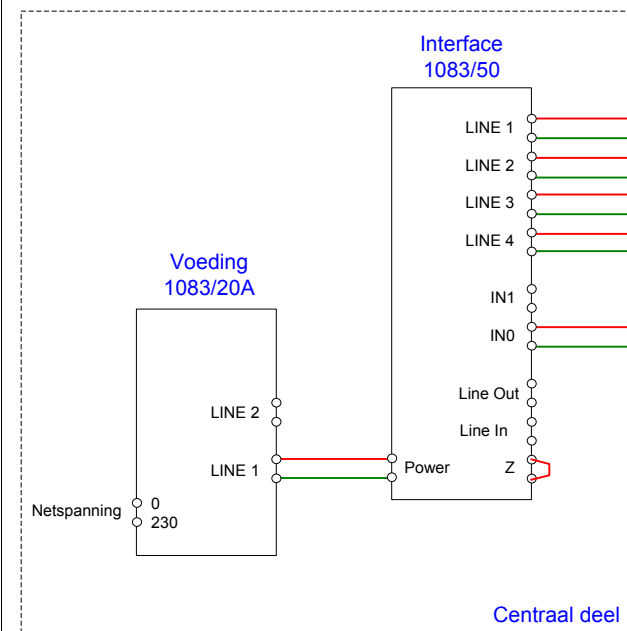 Interface
1083/50
LINE 1
LINE 2
LINE 3
LINE 4
IN1
IN0
Line Out
Line In
Power
Z
Voeding
1083/20A
LINE 2
LINE 1
Netspanning
0
230
Centraal deel